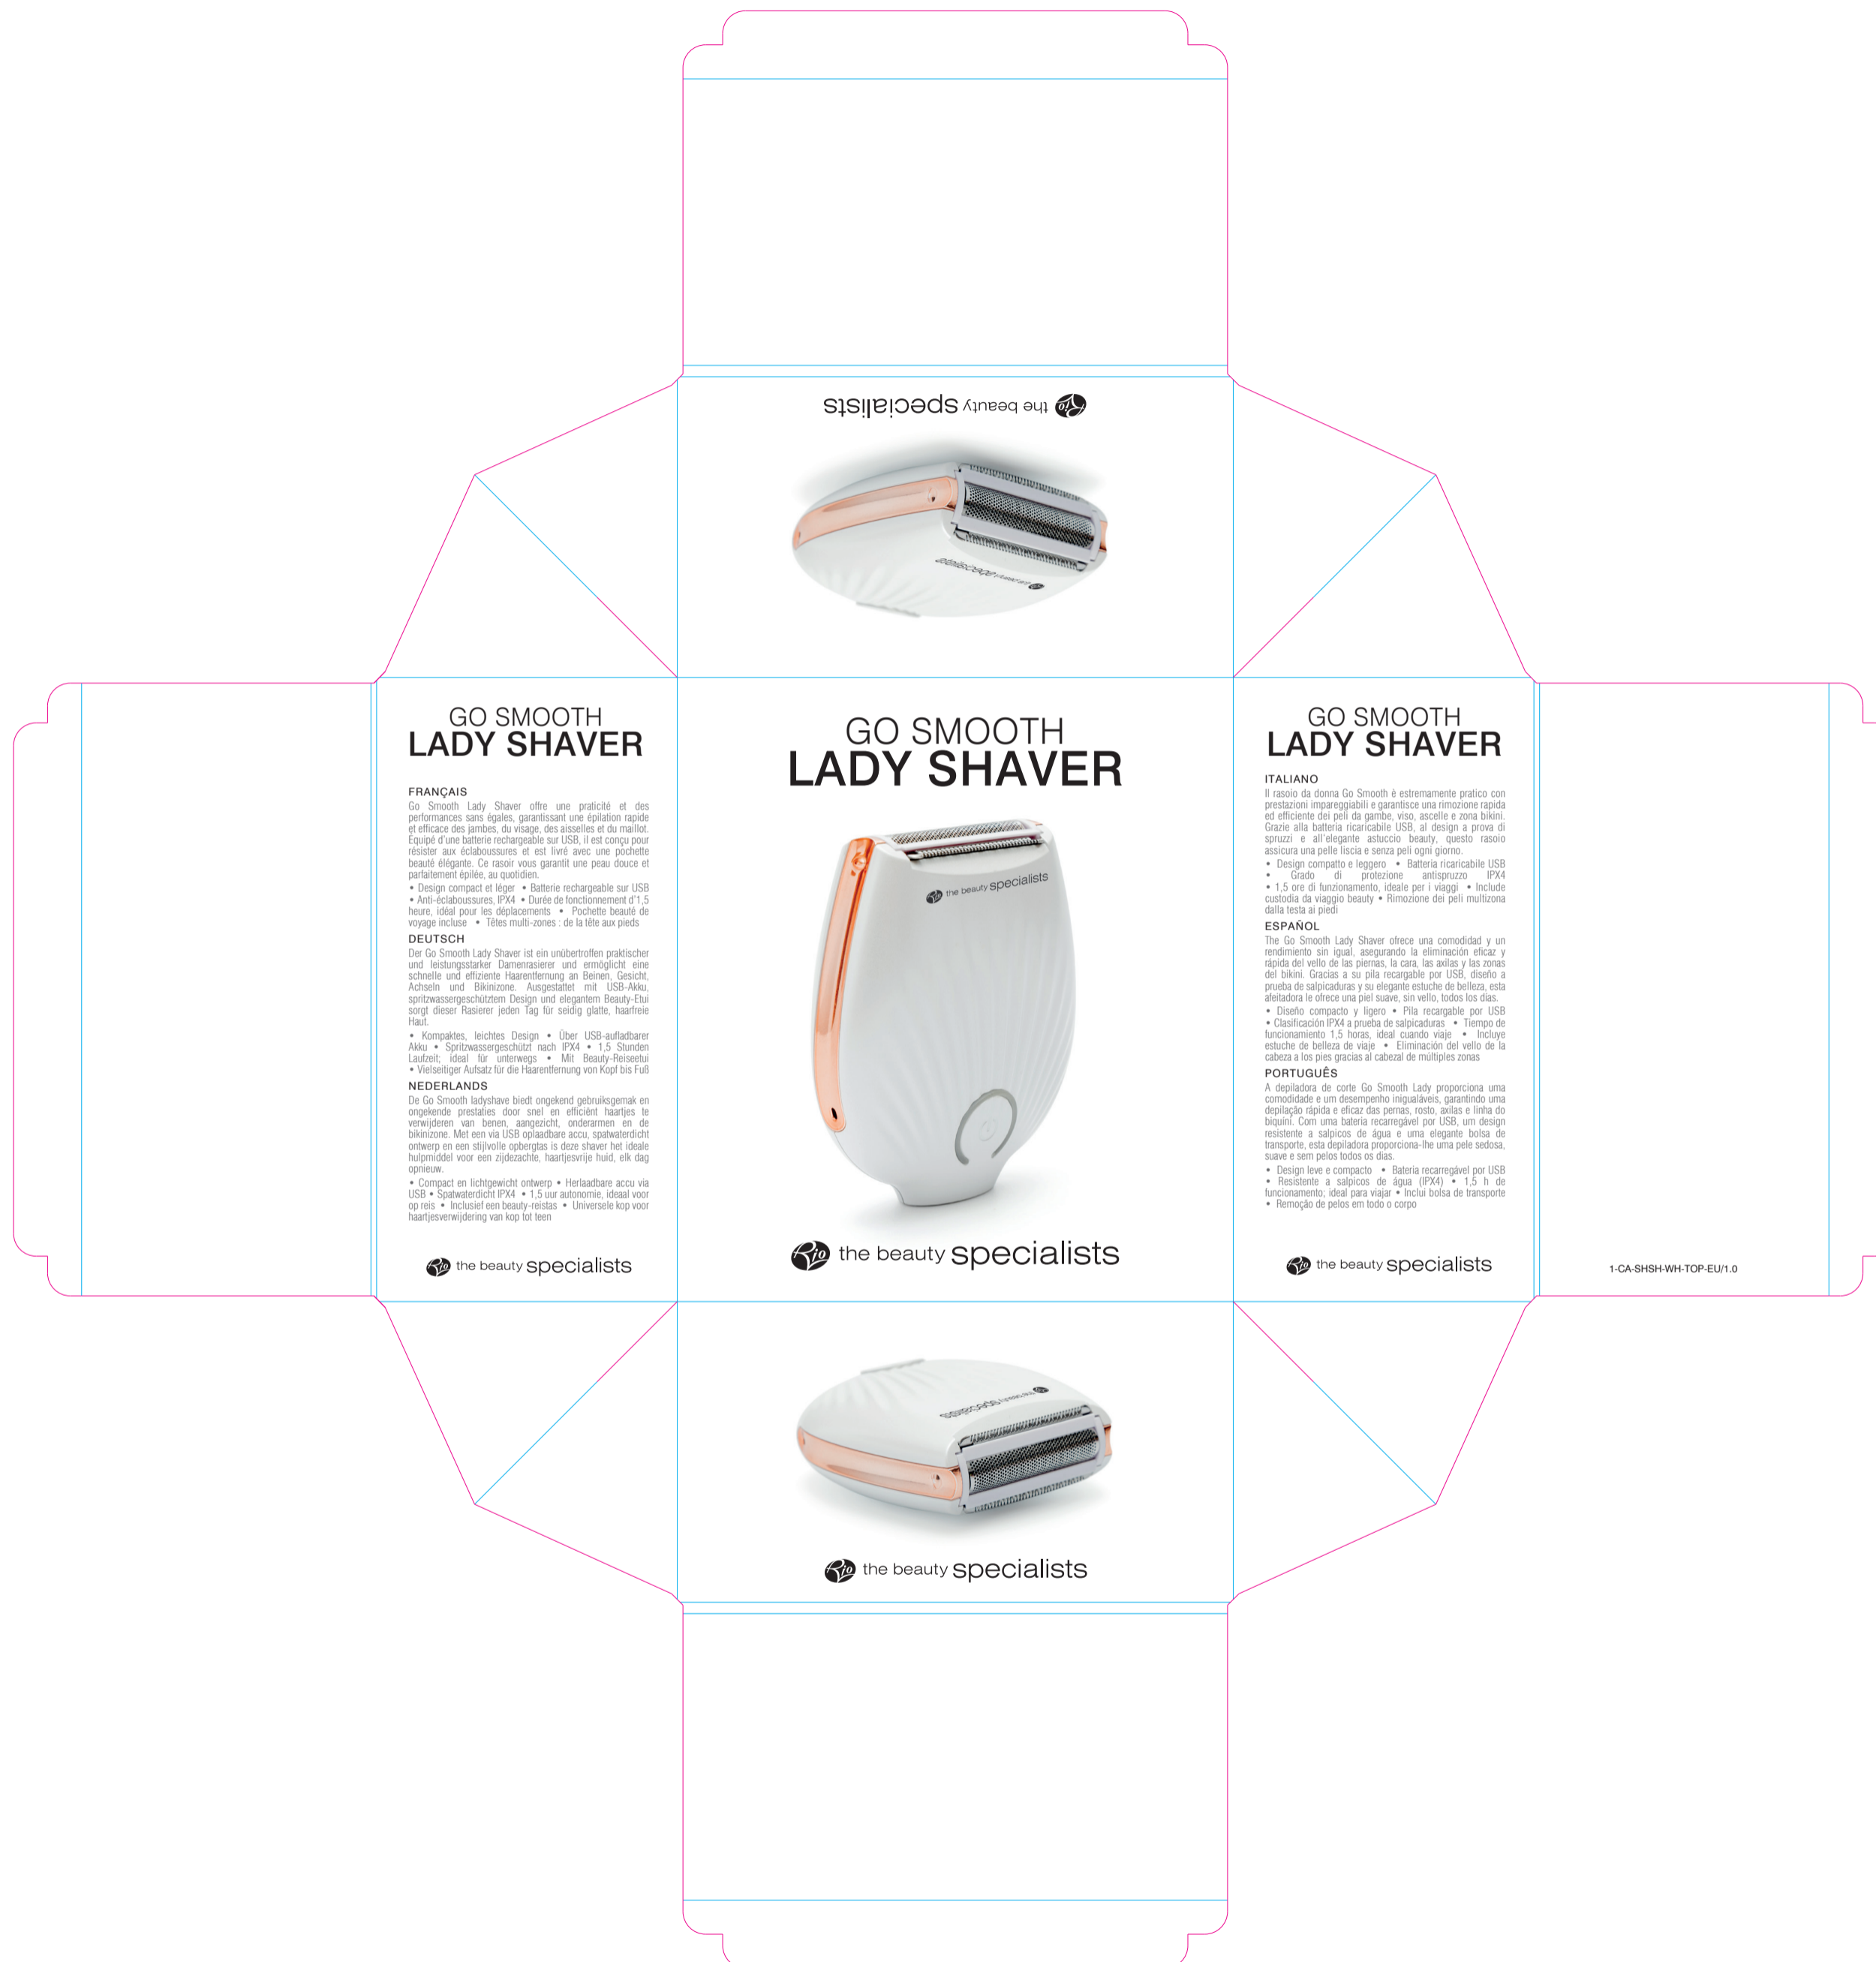 the beauty specialists
the beauty specialists
GO SMOOTH
LADY SHAVER
FRANÇAIS
Go Smooth Lady Shaver offre une praticité et des
performances sans égales, garantissant une épilation rapide
et efficace des jambes, du visage, des aisselles et du maillot.
Équipé d'une batterie rechargeable sur USB, il est conçu pour
résister aux éclaboussures et est livré avec une pochette
beauté élégante. Ce rasoir vous garantit une peau douce et
parfaitement épilée, au quotidien.
• Design compact et léger • Batterie rechargeable sur USB
• Anti-éclaboussures, IPX4 • Durée de fonctionnement d'1,5
heure, idéal pour les déplacements • Pochette beauté de
voyage incluse • Têtes multi-zones : de la tête aux pieds
DEUTSCH
Der Go Smooth Lady Shaver ist ein unübertroffen praktischer
und leistungsstarker Damenrasierer und ermöglicht eine
schnelle und effiziente Haarentfernung an Beinen, Gesicht,
Achseln und Bikinizone. Ausgestattet mit USB-Akku,
spritzwassergeschütztem Design und elegantem Beauty-Etui
sorgt dieser Rasierer jeden Tag für seidig glatte, haarfreie
Haut.
• Kompaktes, leichtes Design • Über USB-aufladbarer
Akku • Spritzwassergeschützt nach IPX4 • 1,5 Stunden
Laufzeit; ideal für unterwegs • Mit Beauty-Reiseetui
• Vielseitiger Aufsatz für die Haarentfernung von Kopf bis Fuß
NEDERLANDS
De Go Smooth ladyshave biedt ongekend gebruiksgemak en
ongekende prestaties door snel en efficiënt haartjes te
verwijderen van benen, aangezicht, onderarmen en de
bikinizone. Met een via USB oplaadbare accu, spatwaterdicht
ontwerp en een stijlvolle opbergtas is deze shaver het ideale
hulpmiddel voor een zijdezachte, haartjesvrije huid, elk dag
opnieuw.
• Compact en lichtgewicht ontwerp • Herlaadbare accu via
USB • Spatwaterdicht IPX4 • 1,5 uur autonomie, ideaal voor
op reis • Inclusief een beauty-reistas • Universele kop voor
haartjesverwijdering van kop tot teen
Rio the beauty specialists
GO SMOOTH
LADY SHAVER
the beauty specialists
Rio the beauty specialists
GO SMOOTH
LADY SHAVER
ITALIANO
Il rasoio da donna Go Smooth è estremamente pratico con
prestazioni impareggiabili e garantisce una rimozione rapida
ed efficiente dei peli da gambe, viso, ascelle e zona bikini.
Grazie alla batteria ricaricabile USB, al design a prova di
spruzzi e all'elegante astuccio beauty, questo rasoio
assicura una pelle liscia e senza peli ogni giorno.
• Design compatto e leggero • Batteria ricaricabile USB
• Grado di protezione antispruzzo IPX4
• 1,5 ore di funzionamento, ideale per i viaggi • Include
custodia da viaggio beauty • Rimozione dei peli multizona
dalla testa ai piedi
ESPAÑOL
The Go Smooth Lady Shaver ofrece una comodidad y un
rendimiento sin igual, asegurando la eliminación eficaz y
rápida del vello de las piernas, la cara, las axilas y las zonas
del bikini. Gracias a su pila recargable por USB, diseño a
prueba de salpicaduras y su elegante estuche de belleza, esta
afeitadora le ofrece una piel suave, sin vello, todos los días.
• Diseño compacto y ligero • Pila recargable por USB
• Clasificación IPX4 a prueba de salpicaduras • Tiempo de
funcionamiento 1,5 horas, ideal cuando viaje • Incluye
estuche de belleza de viaje • Eliminación del vello de la
cabeza a los pies gracias al cabezal de múltiples zonas
PORTUGUÊS
A depiladora de corte Go Smooth Lady proporciona uma
comodidade e um desempenho inigualáveis, garantindo uma
depilação rápida e eficaz das pernas, rosto, axilas e linha do
biquíni. Com uma bateria recarregável por USB, um design
resistente a salpicos de água e uma elegante bolsa de
transporte, esta depiladora proporciona-lhe uma pele sedosa,
suave e sem pelos todos os dias.
• Design leve e compacto • Bateria recarregável por USB
• Resistente a salpicos de água (IPX4) • 1,5 h de
funcionamento; ideal para viajar • Inclui bolsa de transporte
• Remoção de pelos em todo o corpo
Rio the beauty specialists
1-CA-SHSH-WH-TOP-EU/1.0
the beauty specialists
Rio the beauty specialists